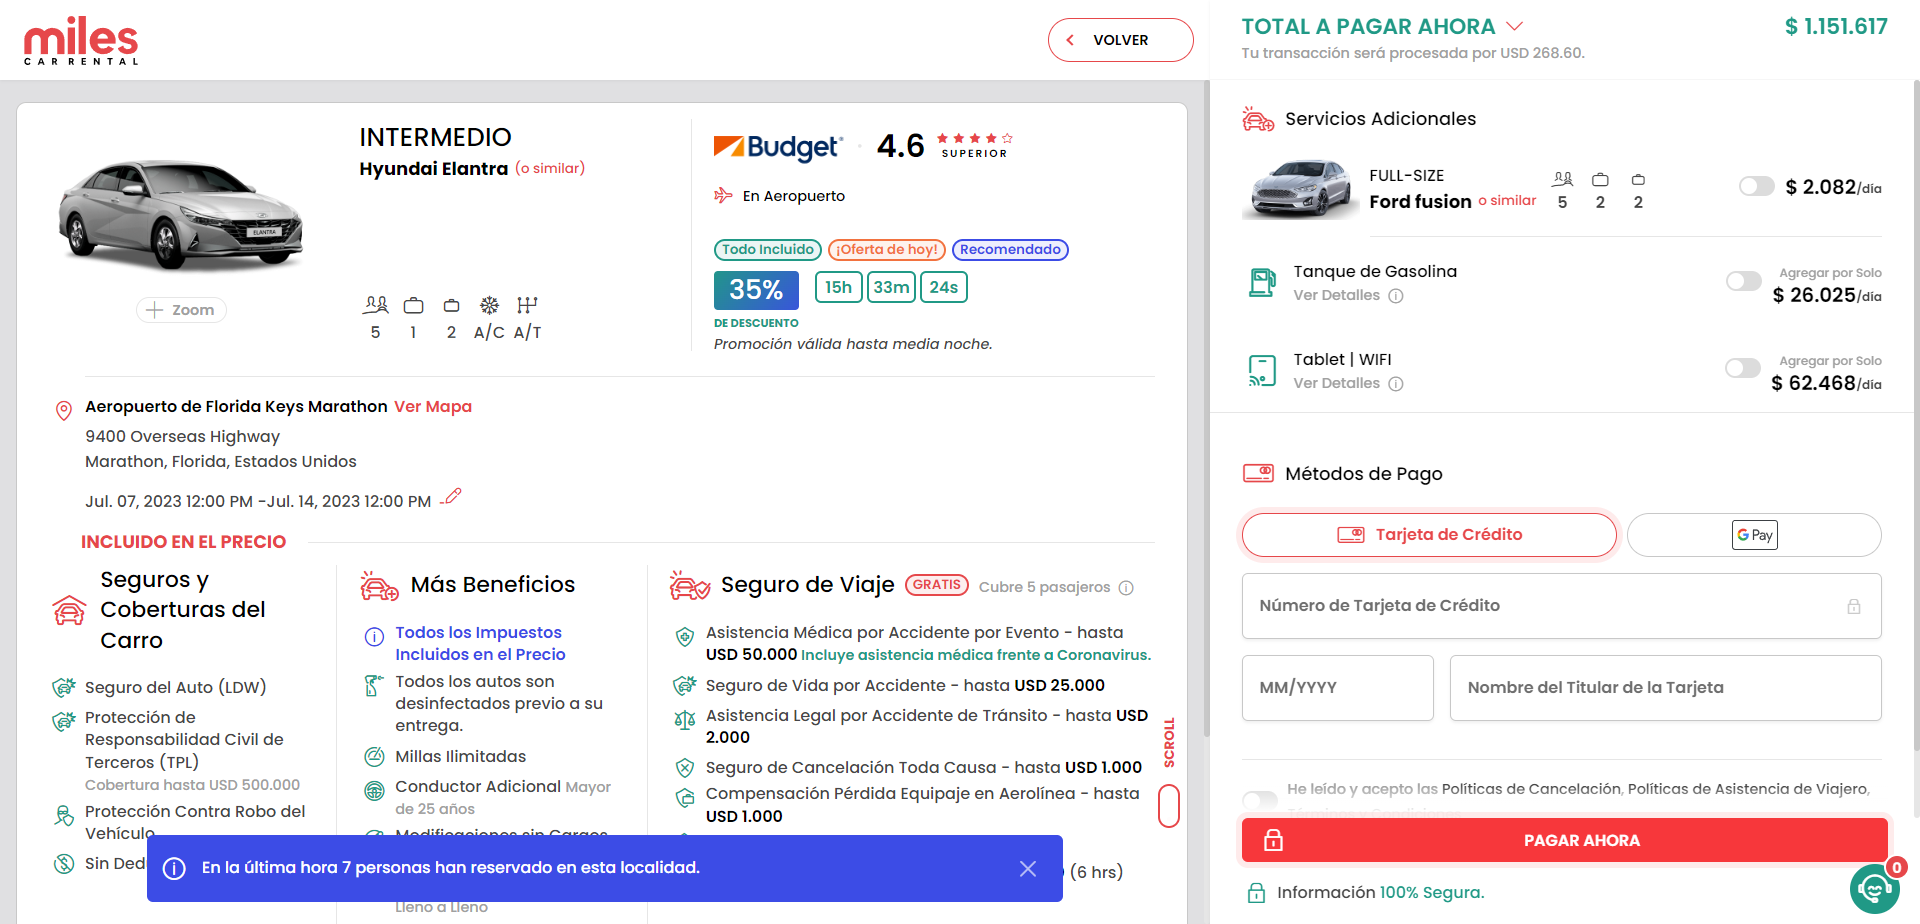 miles
CAR RENTAL
VOLVER
TOTAL A PAGAR AHORA
$ 1.151.617
Tu transacción será procesada por USD 268.60.
INTERMEDIO
Hyundai Elantra (o similar)
ELANTRA
Zoom
5 1 2 A/C A/T
Budget
4.6
SUPERIOR
En Aeropuerto
Todo Incluido ¡Oferta de hoy! Recomendado
35% 15h 33m 24s
DE DESCUENTO
Promoción válida hasta media noche.
Aeropuerto de Florida Keys Marathon Ver Mapa
9400 Overseas Highway
Marathon, Florida, Estados Unidos
Jul. 07, 2023 12:00 PM -Jul. 14, 2023 12:00 PM
INCLUIDO EN EL PRECIO
Seguros y
Coberturas del
Carro
Seguro del Auto (LDW)
Protección de
Responsabilidad Civil de
Terceros (TPL)
Cobertura hasta USD 500.000
Protección Contra Robo del
Vehículo
Sin Ded
Más Beneficios
Todos los Impuestos
Incluidos en el Precio
Todos los autos son
desinfectados previo a su
entrega.
Millas Ilimitadas
Conductor Adicional Mayor
de 25 años
Modificaciones sin Cargos
Lleno a Lleno
Seguro de Viaje GRATIS Cubre 5 pasajeros
Asistencia Médica por Accidente por Evento - hasta
USD 50.000 Incluye asistencia médica frente a Coronavirus.
Seguro de Vida por Accidente - hasta USD 25.000
Asistencia Legal por Accidente de Tránsito - hasta USD
2.000
Seguro de Cancelación Toda Causa - hasta USD 1.000
Compensación Pérdida Equipaje en Aerolínea - hasta
USD 1.000
(6 hrs)
SCROLL
En la última hora 7 personas han reservado en esta localidad.
Servicios Adicionales
FULL-SIZE
Ford fusion o similar
5 2 2
$ 2.082/día
Tanque de Gasolina
Ver Detalles
Agregar por Solo
$ 26.025/día
Tablet | WIFI
Ver Detalles
Agregar por Solo
$ 62.468/día
Métodos de Pago
Tarjeta de Crédito
G Pay
Número de Tarjeta de Crédito
MM/YYYY
Nombre del Titular de la Tarjeta
He leído y acepto las Políticas de Cancelación, Políticas de Asistencia de Viajero,
Términos y Condiciones
PAGAR AHORA
Información 100% Segura.
0